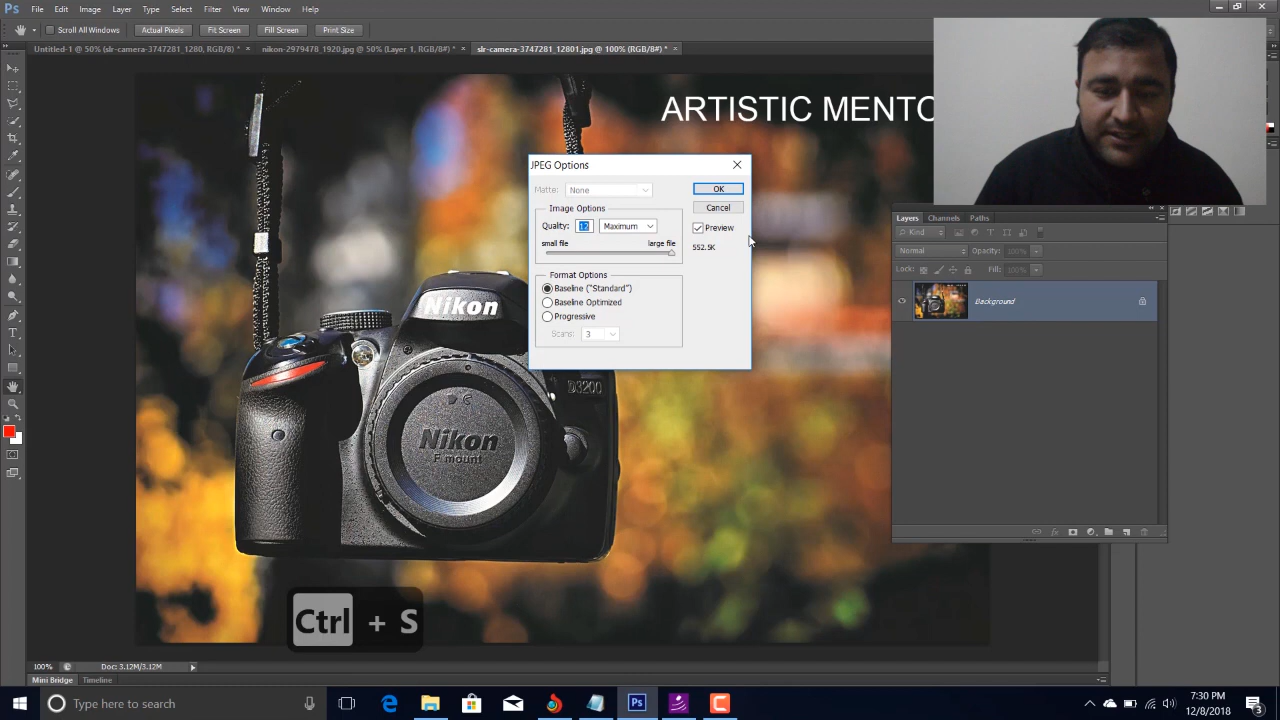 Ps File Edit Image Layer Type Select Filter View Window Help
Scroll All Windows Actual Pixels Fit Screen Fill Screen Print Size
Untitled-1 @ 50% (slr-camera-3747281_1280, RGB/8) * × nikon-2979478_1920.jpg @ 50% (Layer 1, RGB/8#) * × slr-camera-3747281_12801.jpg @ 100% (RGB/8#) * ×
ARTISTIC MENTO
JPEG Options
Matte: None
OK
Cancel
Preview
552.5K
Image Options
Quality: 12 Maximum
small file large file
Format Options
Baseline ("Standard")
Baseline Optimized
Progressive
Scans: 3
Layers Channels Paths
Kind
Normal Opacity: 100%
Lock: Fill: 100%
Background
Nikon
D3200
Nikon
F mount
Ctrl + S
100% Doc: 3.12M/3.12M
Mini Bridge Timeline
Type here to search
Ps
7:30 PM
12/8/2018
3